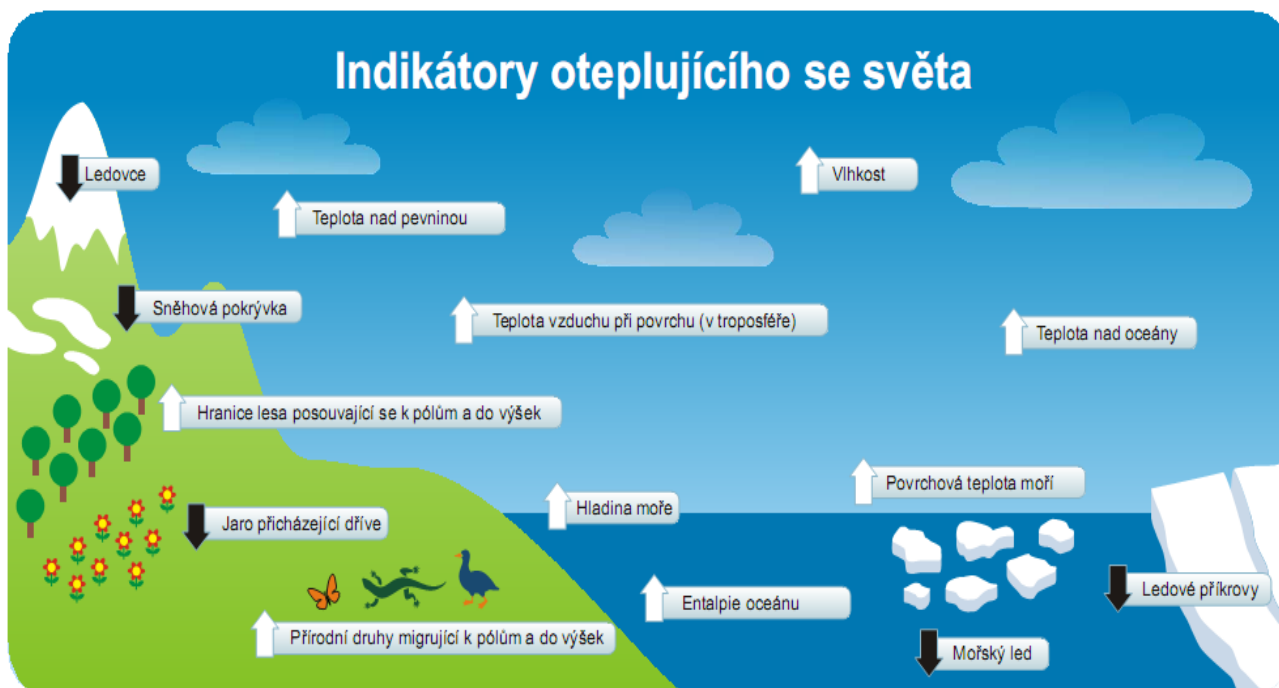 Indikátory oteplujícího se světa
Ledovce
Vlhkost
Teplota nad pevninou
Sněhová pokrývka
Teplota vzduchu při povrchu (v troposféře)
Teplota nad oceány
Hranice lesa posouvající se k pólům a do výšek
Povrchová teplota moří
Hladina moře
Jaro přicházející dříve
Ledové příkrovy
Entalpie oceánu
Přírodní druhy migrující k pólům a do výšek
Mořský led